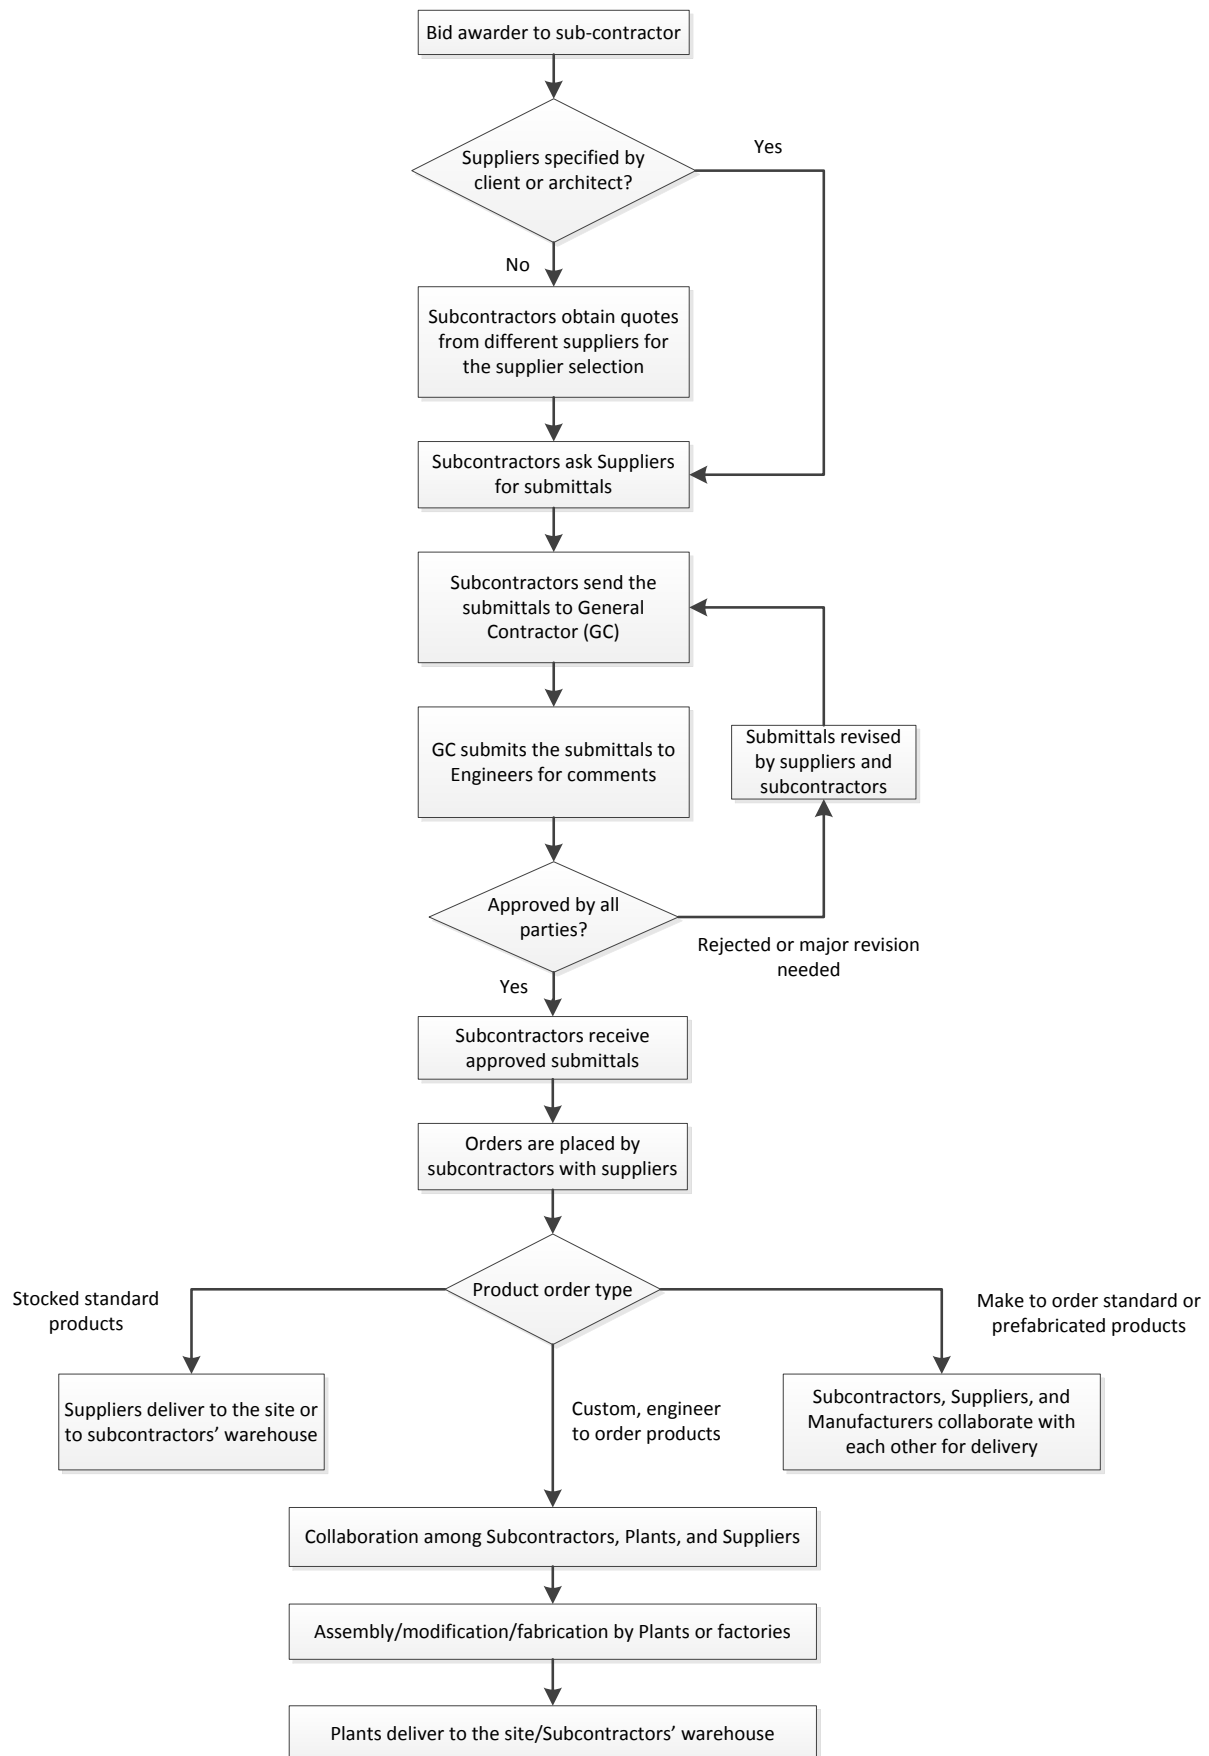 Bid awarder to sub-contractor
Suppliers specified by
client or architect?
Yes
No
Subcontractors obtain quotes
from different suppliers for
the supplier selection
Subcontractors ask Suppliers
for submittals
Subcontractors send the
submittals to General
Contractor (GC)
GC submits the submittals to
Engineers for comments
Submittals revised
by suppliers and
subcontractors
Approved by all
parties?
Rejected or major revision
needed
Yes
Subcontractors receive
approved submittals
Orders are placed by
subcontractors with suppliers
Product order type
Stocked standard
products
Make to order standard or
prefabricated products
Suppliers deliver to the site or
to subcontractors’ warehouse
Custom, engineer
to order products
Subcontractors, Suppliers, and
Manufacturers collaborate with
each other for delivery
Collaboration among Subcontractors, Plants, and Suppliers
Assembly/modification/fabrication by Plants or factories
Plants deliver to the site/Subcontractors’ warehouse